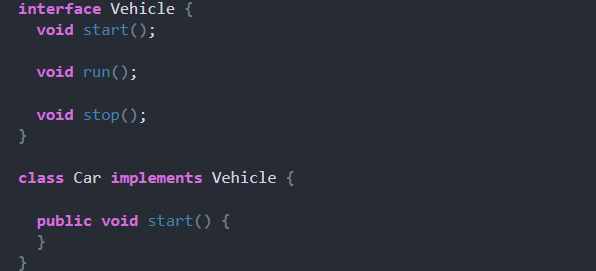 interface Vehicle {
  void start();
  void run();
  void stop();
}
class Car implements Vehicle {
  public void start() {
  }
}